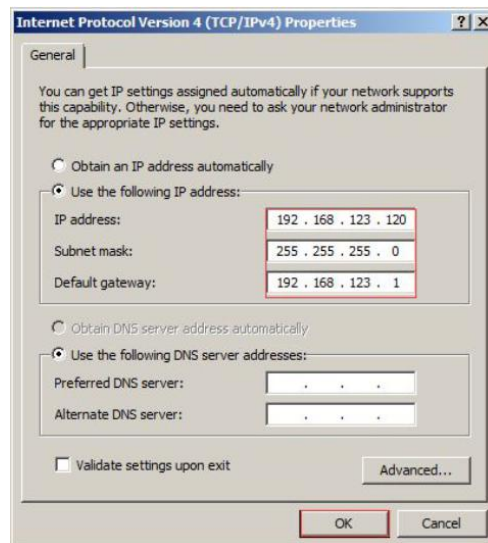 Internet Protocol Version 4 (TCP/IPv4) Properties
General
You can get IP settings assigned automatically if your network supports
this capability. Otherwise, you need to ask your network administrator
for the appropriate IP settings.
Obtain an IP address automatically
Use the following IP address:
IP address: 192 . 168 . 123 . 120
Subnet mask: 255 . 255 . 255 . 0
Default gateway: 192 . 168 . 123 . 1
Obtain DNS server address automatically
Use the following DNS server addresses:
Preferred DNS server: . . .
Alternate DNS server: . . .
Validate settings upon exit
Advanced...
OK Cancel